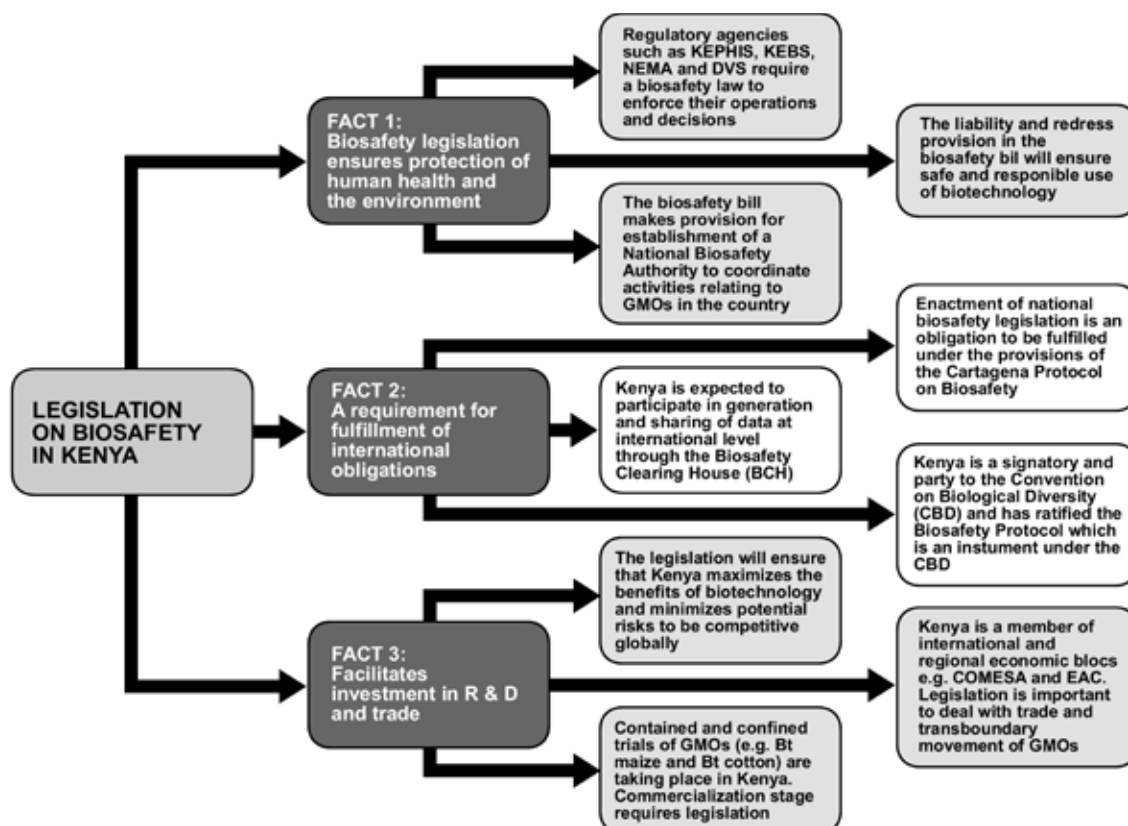 LEGISLATION
ON BIOSAFETY
IN KENYA
FACT 1:
Biosafety legislation
ensures protection of
human health and
the environment
Regulatory agencies
such as KEPHIS, KEBS,
NEMA and DVS require
a biosafety law to
enforce their operations
and decisions
The liability and redress
provision in the
biosafety bil will ensure
safe and responible use
of biotechnology
The biosafety bill
makes provision for
establishment of a
National Biosafety
Authority to coordinate
activities relating to
GMOs in the country
FACT 2:
A requirement for
fulfillment of
international
obligations
Enactment of national
biosafety legislation is an
obligation to be fulfilled
under the provisions of
the Cartagena Protocol
on Biosafety
Kenya is expected to
participate in generation
and sharing of data at
international level
through the Biosafety
Clearing House (BCH)
Kenya is a signatory and
party to the Convention
on Biological Diversity
(CBD) and has ratified the
Biosafety Protocol which
is an instument under the
CBD
FACT 3:
Facilitates
investment in R & D
and trade
The legislation will ensure
that Kenya maximizes the
benefits of biotechnology
and minimizes potential
risks to be competitive
globally
Kenya is a member of
international and
regional economic blocs
e.g. COMESA and EAC.
Legislation is important
to deal with trade and
transboundary
movement of GMOs
Contained and confined
trials of GMOs (e.g. Bt
maize and Bt cotton) are
taking place in Kenya.
Commercialization stage
requires legislation